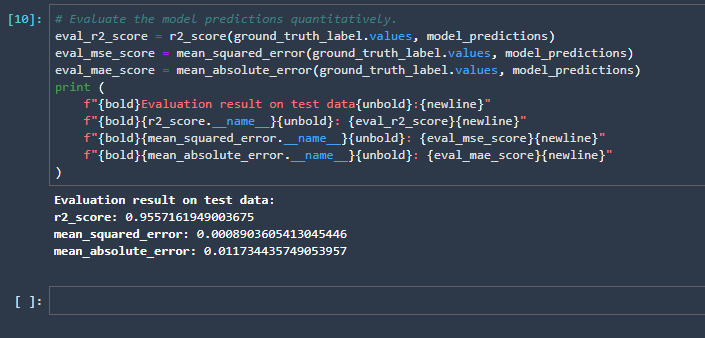 [10]: # Evaluate the model predictions quantitatively.
eval_r2_score = r2_score(ground_truth_label.values, model_predictions)
eval_mse_score = mean_squared_error(ground_truth_label.values, model_predictions)
eval_mae_score = mean_absolute_error(ground_truth_label.values, model_predictions)
print (
    f"{bold}Evaluation result on test data{unbold}:{newline}"
    f"{bold}{r2_score.__name__}{unbold}: {eval_r2_score}{newline}"
    f"{bold}{mean_squared_error.__name__}{unbold}: {eval_mse_score}{newline}"
    f"{bold}{mean_absolute_error.__name__}{unbold}: {eval_mae_score}{newline}"
)
Evaluation result on test data:
r2_score: 0.9557161949003675
mean_squared_error: 0.0008903605413045446
mean_absolute_error: 0.011734435749053957
[ ]: